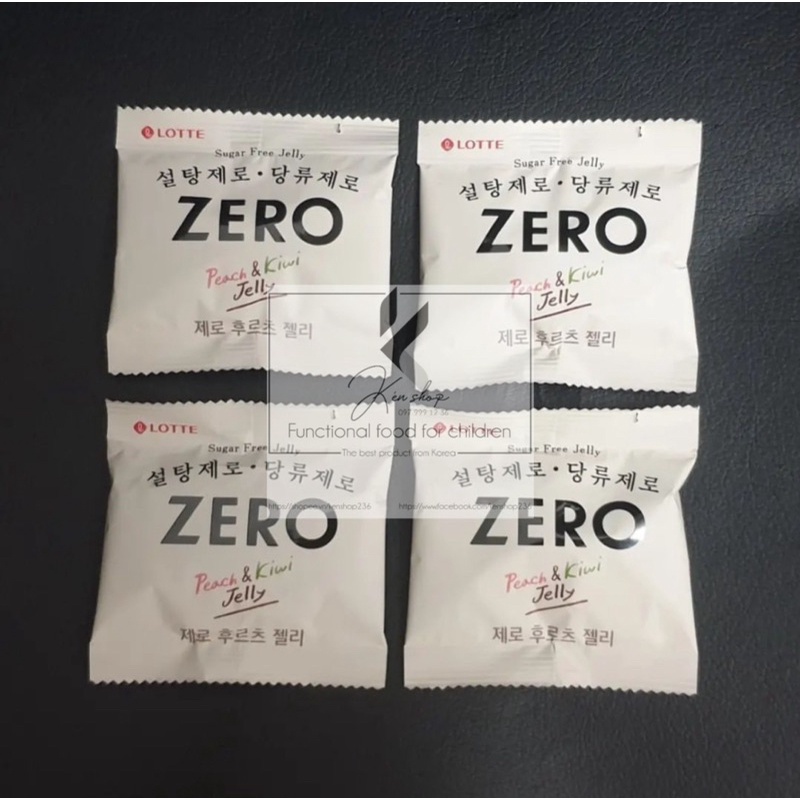 LOTTE
Sugar Free Jelly
설탕제로·당류제로
ZERO
Peach & Kiwi
Jelly
제로 후르츠 젤리
LOTTE
Sugar Free Jelly
설탕제로·당류제로
ZERO
Peach & Kiwi
Jelly
제로 후르츠 젤리
Kén shop
Functional food for children
The best product from Korea
LOTTE
Sugar Free Jelly
설탕제로·당류제로
ZERO
Peach & Kiwi
Jelly
제로 후르츠 젤리
LOTTE
Sugar Free Jelly
설탕제로·당류제로
ZERO
Peach & Kiwi
Jelly
제로 후르츠 젤리